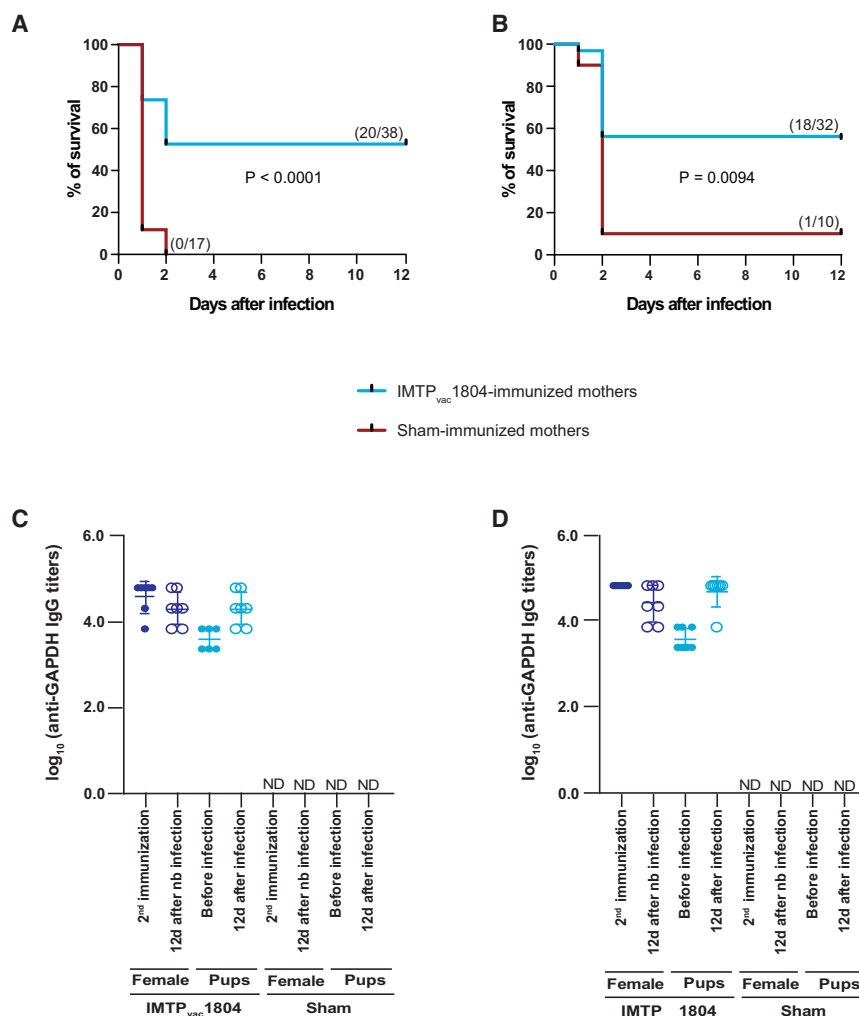 A
B
% of survival
100
80
60
40
20
0
(20/38)
P < 0.0001
(0/17)
0 2 4 6 8 10 12
Days after infection
% of survival
100
80
60
40
20
0
(18/32)
P = 0.0094
(1/10)
0 2 4 6 8 10 12
Days after infection
IMTPvac1804-immunized mothers
Sham-immunized mothers
C
D
log10 (anti-GAPDH IgG titers)
6.0
4.0
2.0
0.0
ND ND ND ND
2nd immunization
12d after nb infection
Before infection
12d after infection
2nd immunization
12d after nb infection
Before infection
12d after infection
Female Pups Female Pups
IMTPvac1804 Sham
log10 (anti-GAPDH IgG titers)
6.0
4.0
2.0
0.0
ND ND ND ND
2nd immunization
12d after nb infection
Before infection
12d after infection
2nd immunization
12d after nb infection
Before infection
12d after infection
Female Pups Female Pups
IMTP 1804 Sham